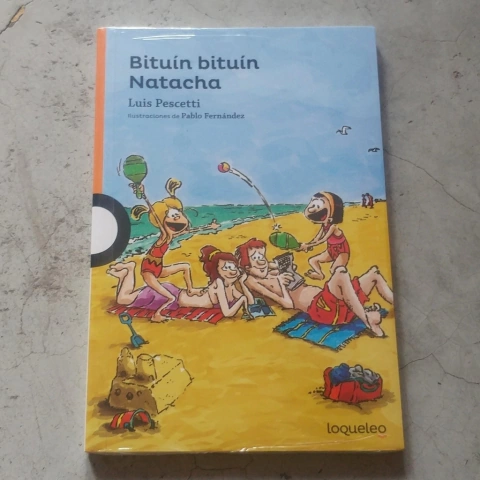 Bituín bituín
Natacha
Luis Pescetti
Ilustraciones de Pablo Fernández
loqueleo